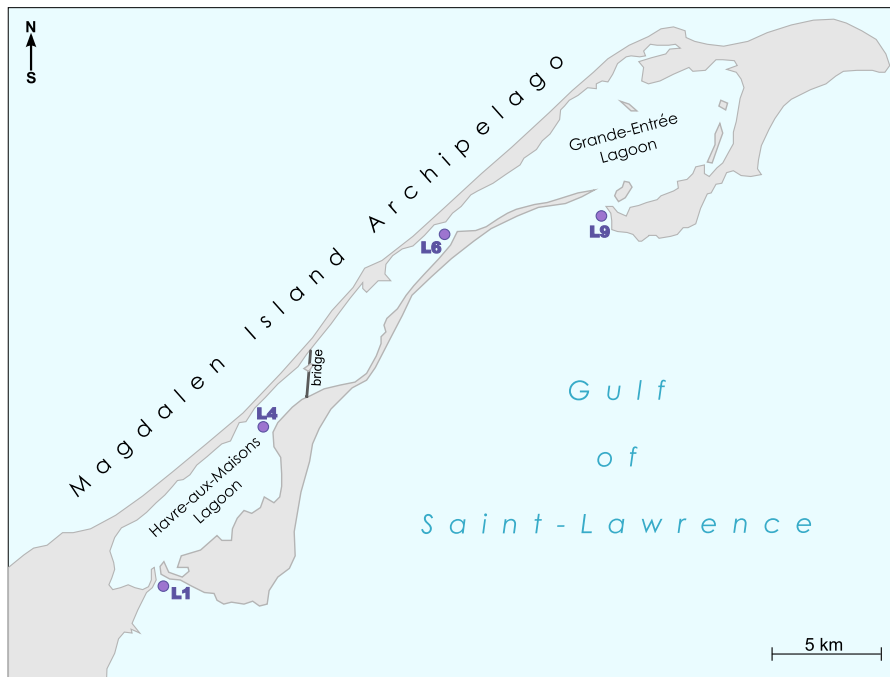 N
S
Magdalen Island Archipelago
Grande-Entrée
Lagoon
L6
L9
bridge
L4
Havre-aux-Maisons
Lagoon
L1
Gulf
of
Saint-Lawrence
5 km